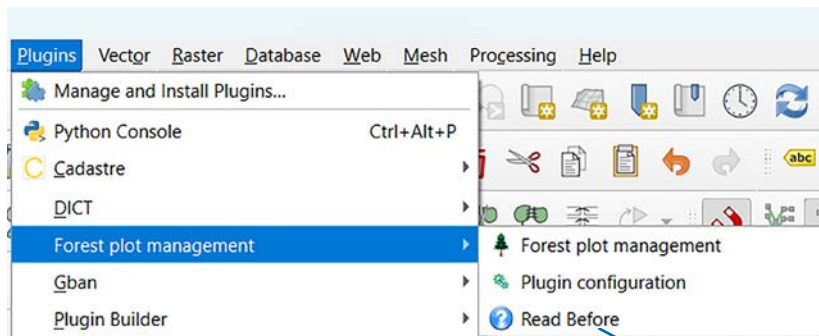 Plugins Vector Raster Database Web Mesh Processing Help
Manage and Install Plugins...
Python Console Ctrl+Alt+P
C Cadastre
abc
DICT
Forest plot management
Forest plot management
Gban
Plugin configuration
Plugin Builder
? Read Before